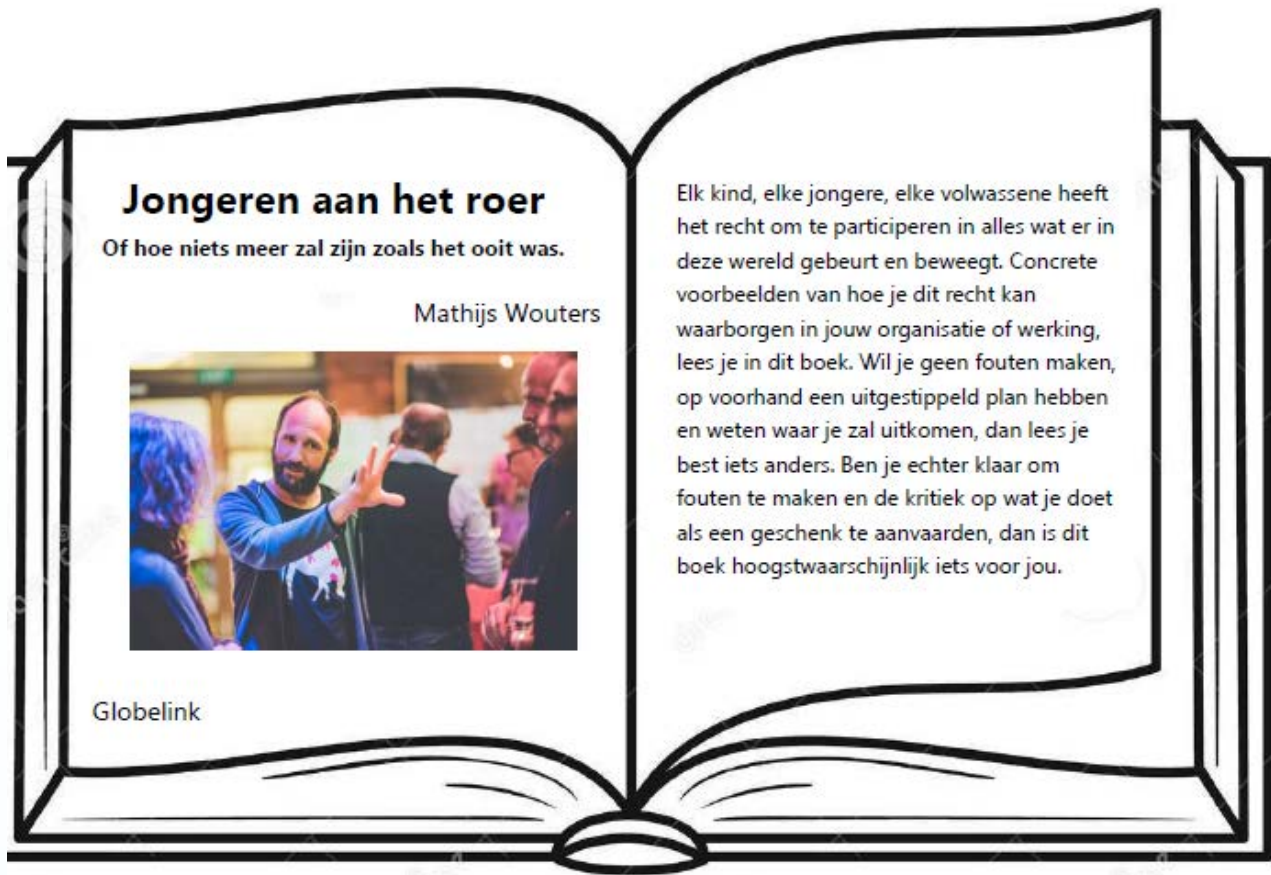 Jongeren aan het roer
Of hoe niets meer zal zijn zoals het ooit was.
Mathijs Wouters
Globelink
Elk kind, elke jongere, elke volwassene heeft
het recht om te participeren in alles wat er in
deze wereld gebeurt en beweegt. Concrete
voorbeelden van hoe je dit recht kan
waarborgen in jouw organisatie of werking,
lees je in dit boek. Wil je geen fouten maken,
op voorhand een uitgestippeld plan hebben
en weten waar je zal uitkomen, dan lees je
best iets anders. Ben je echter klaar om
fouten te maken en de kritiek op wat je doet
als een geschenk te aanvaarden, dan is dit
boek hoogstwaarschijnlijk iets voor jou.